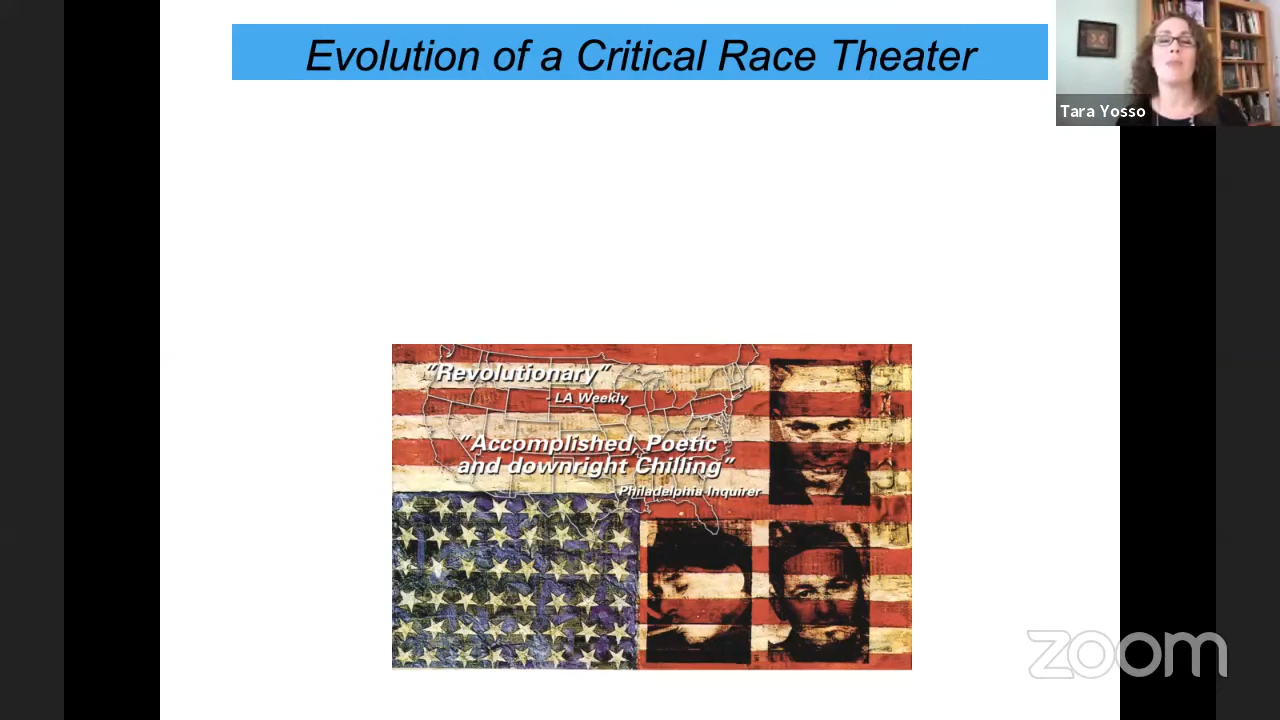 Evolution of a Critical Race Theater
Tara Yosso
"Revolutionary"
- LA Weekly
"Accomplished, Poetic
and downright Chilling"
Philadelphia Inquirer
zoom